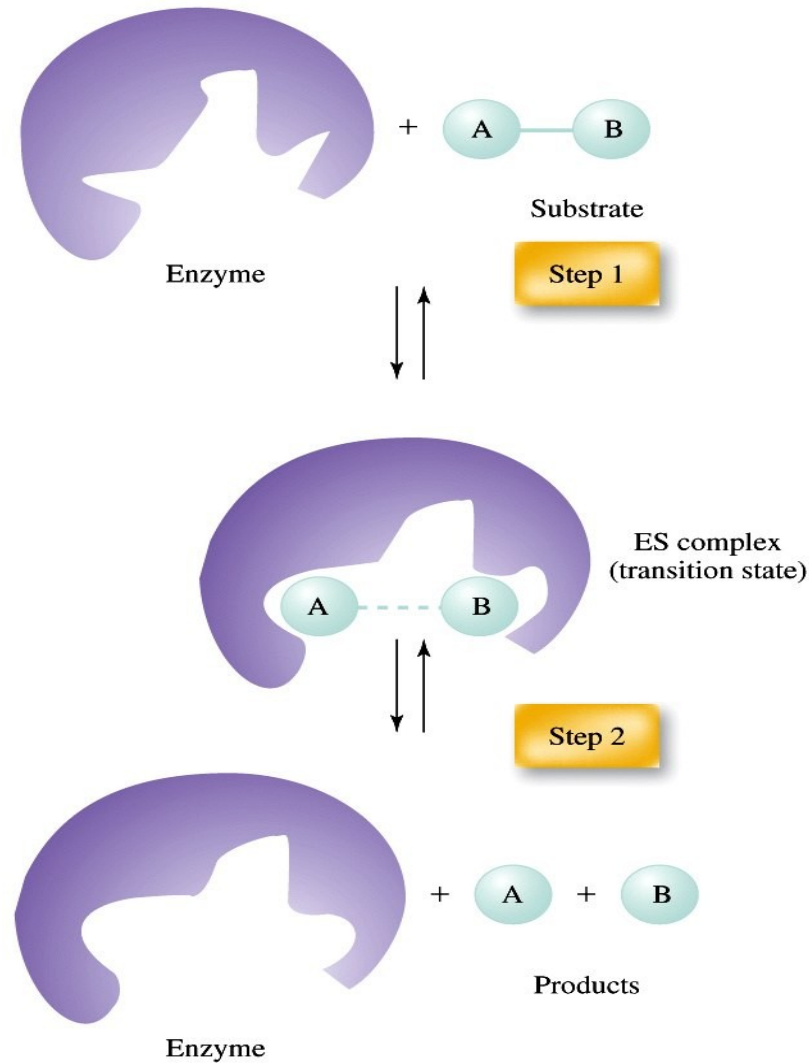 +
A
B
Substrate
Enzyme
Step 1
ES complex
(transition state)
A
B
Step 2
+
A
+
B
Products
Enzyme